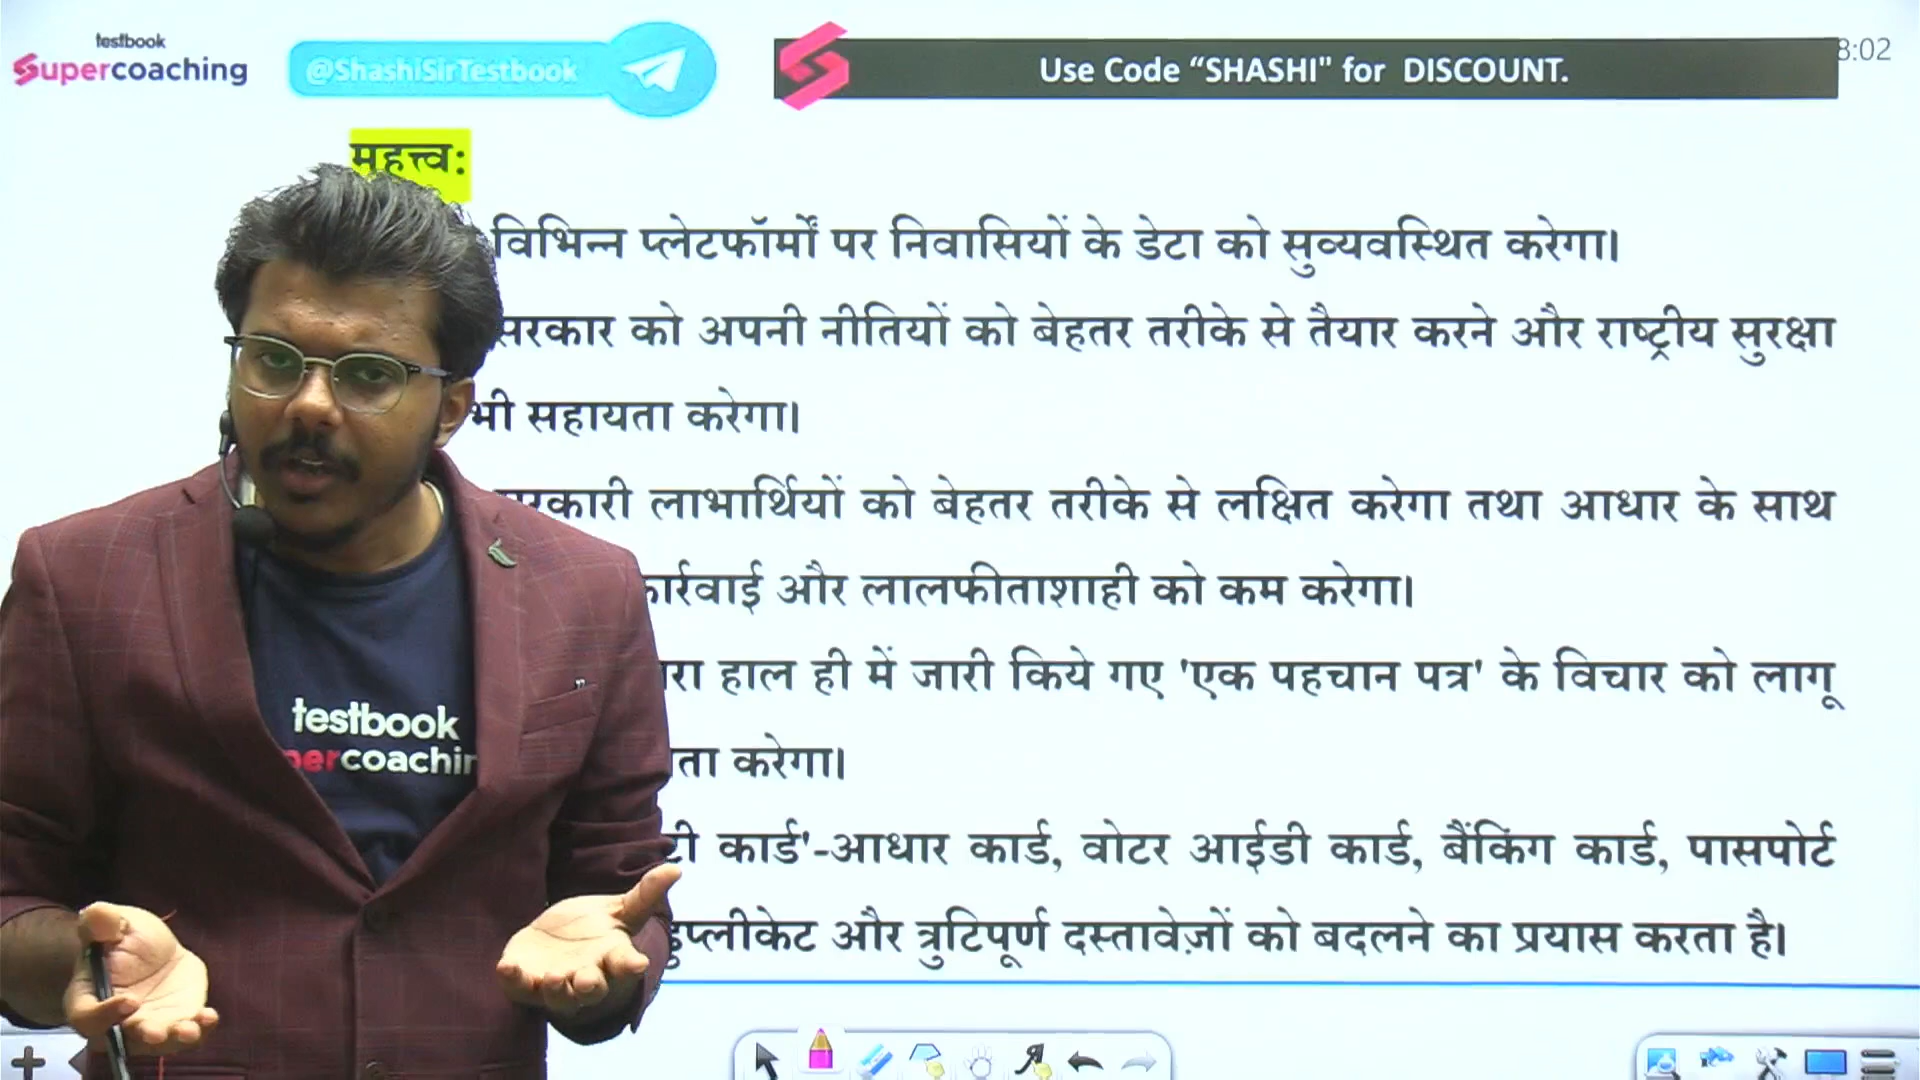 testbook
Supercoaching
@ShashiSirTestbook
Use Code “SHASHI" for DISCOUNT.
8:02
महत्त्व:
विभिन्न प्लेटफॉर्मों पर निवासियों के डेटा को सुव्यवस्थित करेगा।
सरकार को अपनी नीतियों को बेहतर तरीके से तैयार करने और राष्ट्रीय सुरक्षा
भी सहायता करेगा।
लाभार्थियों को बेहतर तरीके से लक्षित करेगा तथा आधार के साथ
और लालफीताशाही को कम करेगा।
हाल ही में जारी किये गए 'एक पहचान पत्र' के विचार को लागू
करेगा।
कार्ड'-आधार कार्ड, वोटर आईडी कार्ड, बैंकिंग कार्ड, पासपोर्ट
और त्रुटिपूर्ण दस्तावेज़ों को बदलने का प्रयास करता है।
testbook
coachin